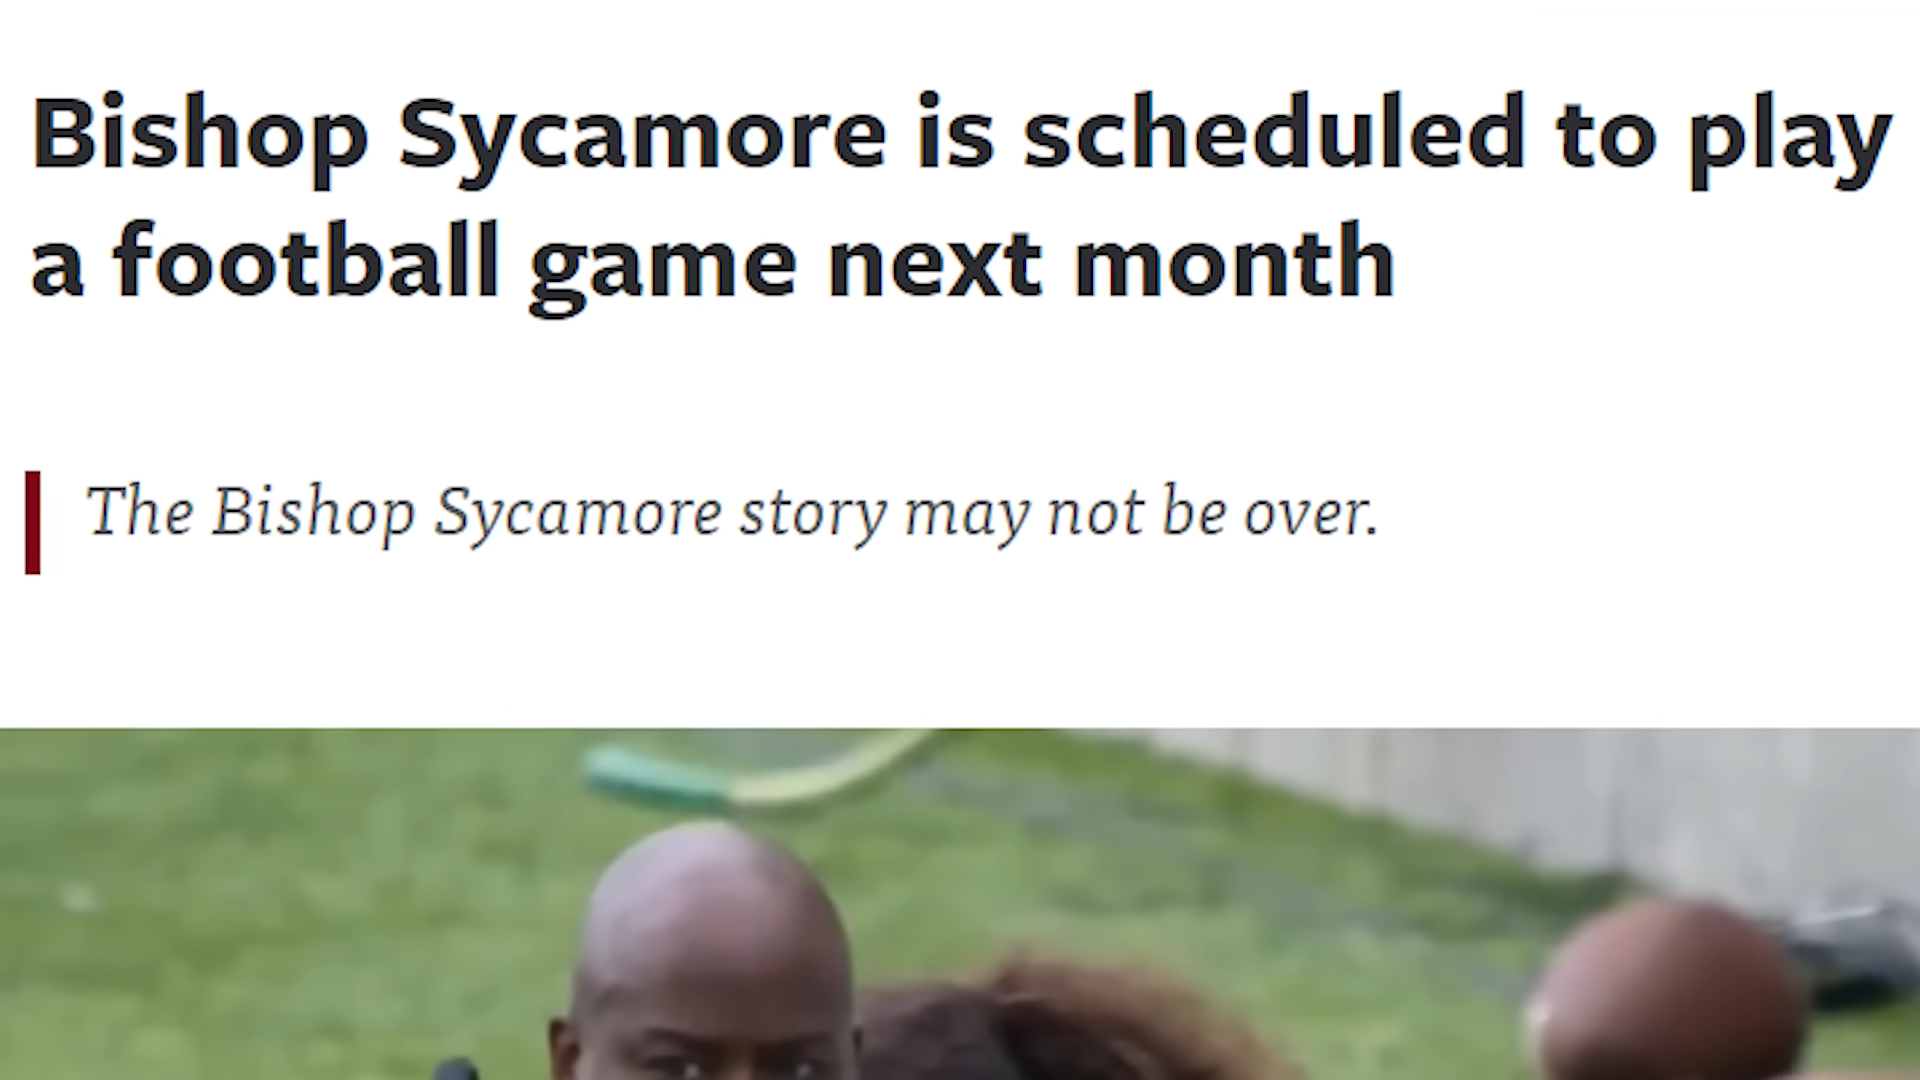 Bishop Sycamore is scheduled to play
a football game next month
The Bishop Sycamore story may not be over.